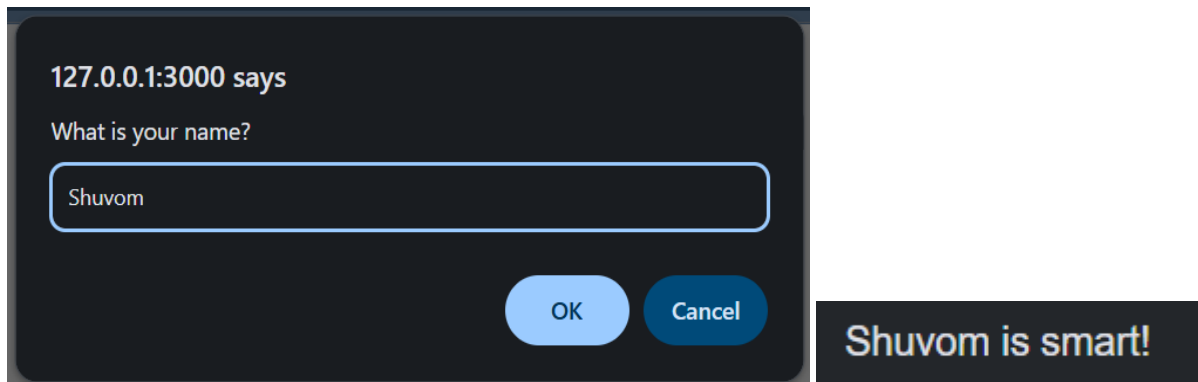 127.0.0.1:3000 says
What is your name?
Shuvom
OK Cancel
Shuvom is smart!